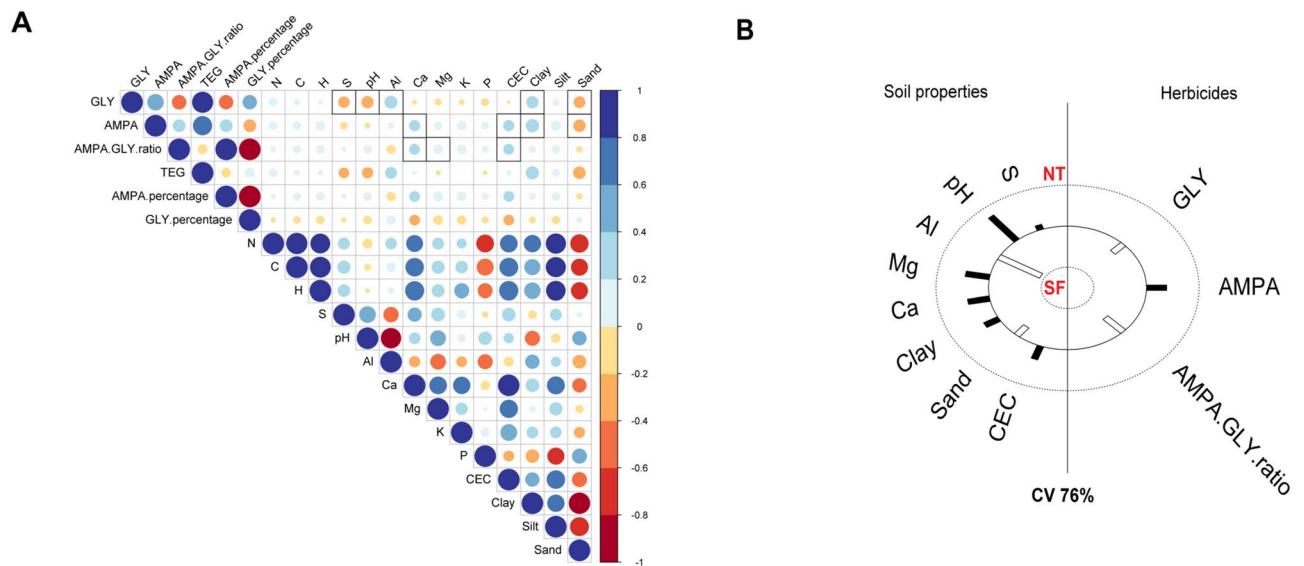 A
GLY
AMPA
AMPA.GLY.ratio
TEG
AMPA.percentage
GLY.percentage
N
C
H
S
pH
Al
Ca
Mg
K
P
CEC
Clay
Silt
Sand
GLY
AMPA
AMPA.GLY.ratio
TEG
AMPA.percentage
GLY.percentage
N
C
H
S
pH
Al
Ca
Mg
K
P
CEC
Clay
Silt
Sand
1
0.8
0.6
0.4
0.2
0
-0.2
-0.4
-0.6
-0.8
-1
B
Soil properties
Herbicides
NT
SF
S
pH
Al
Mg
Ca
Clay
Sand
CEC
GLY
AMPA
AMPA.GLY.ratio
CV 76%